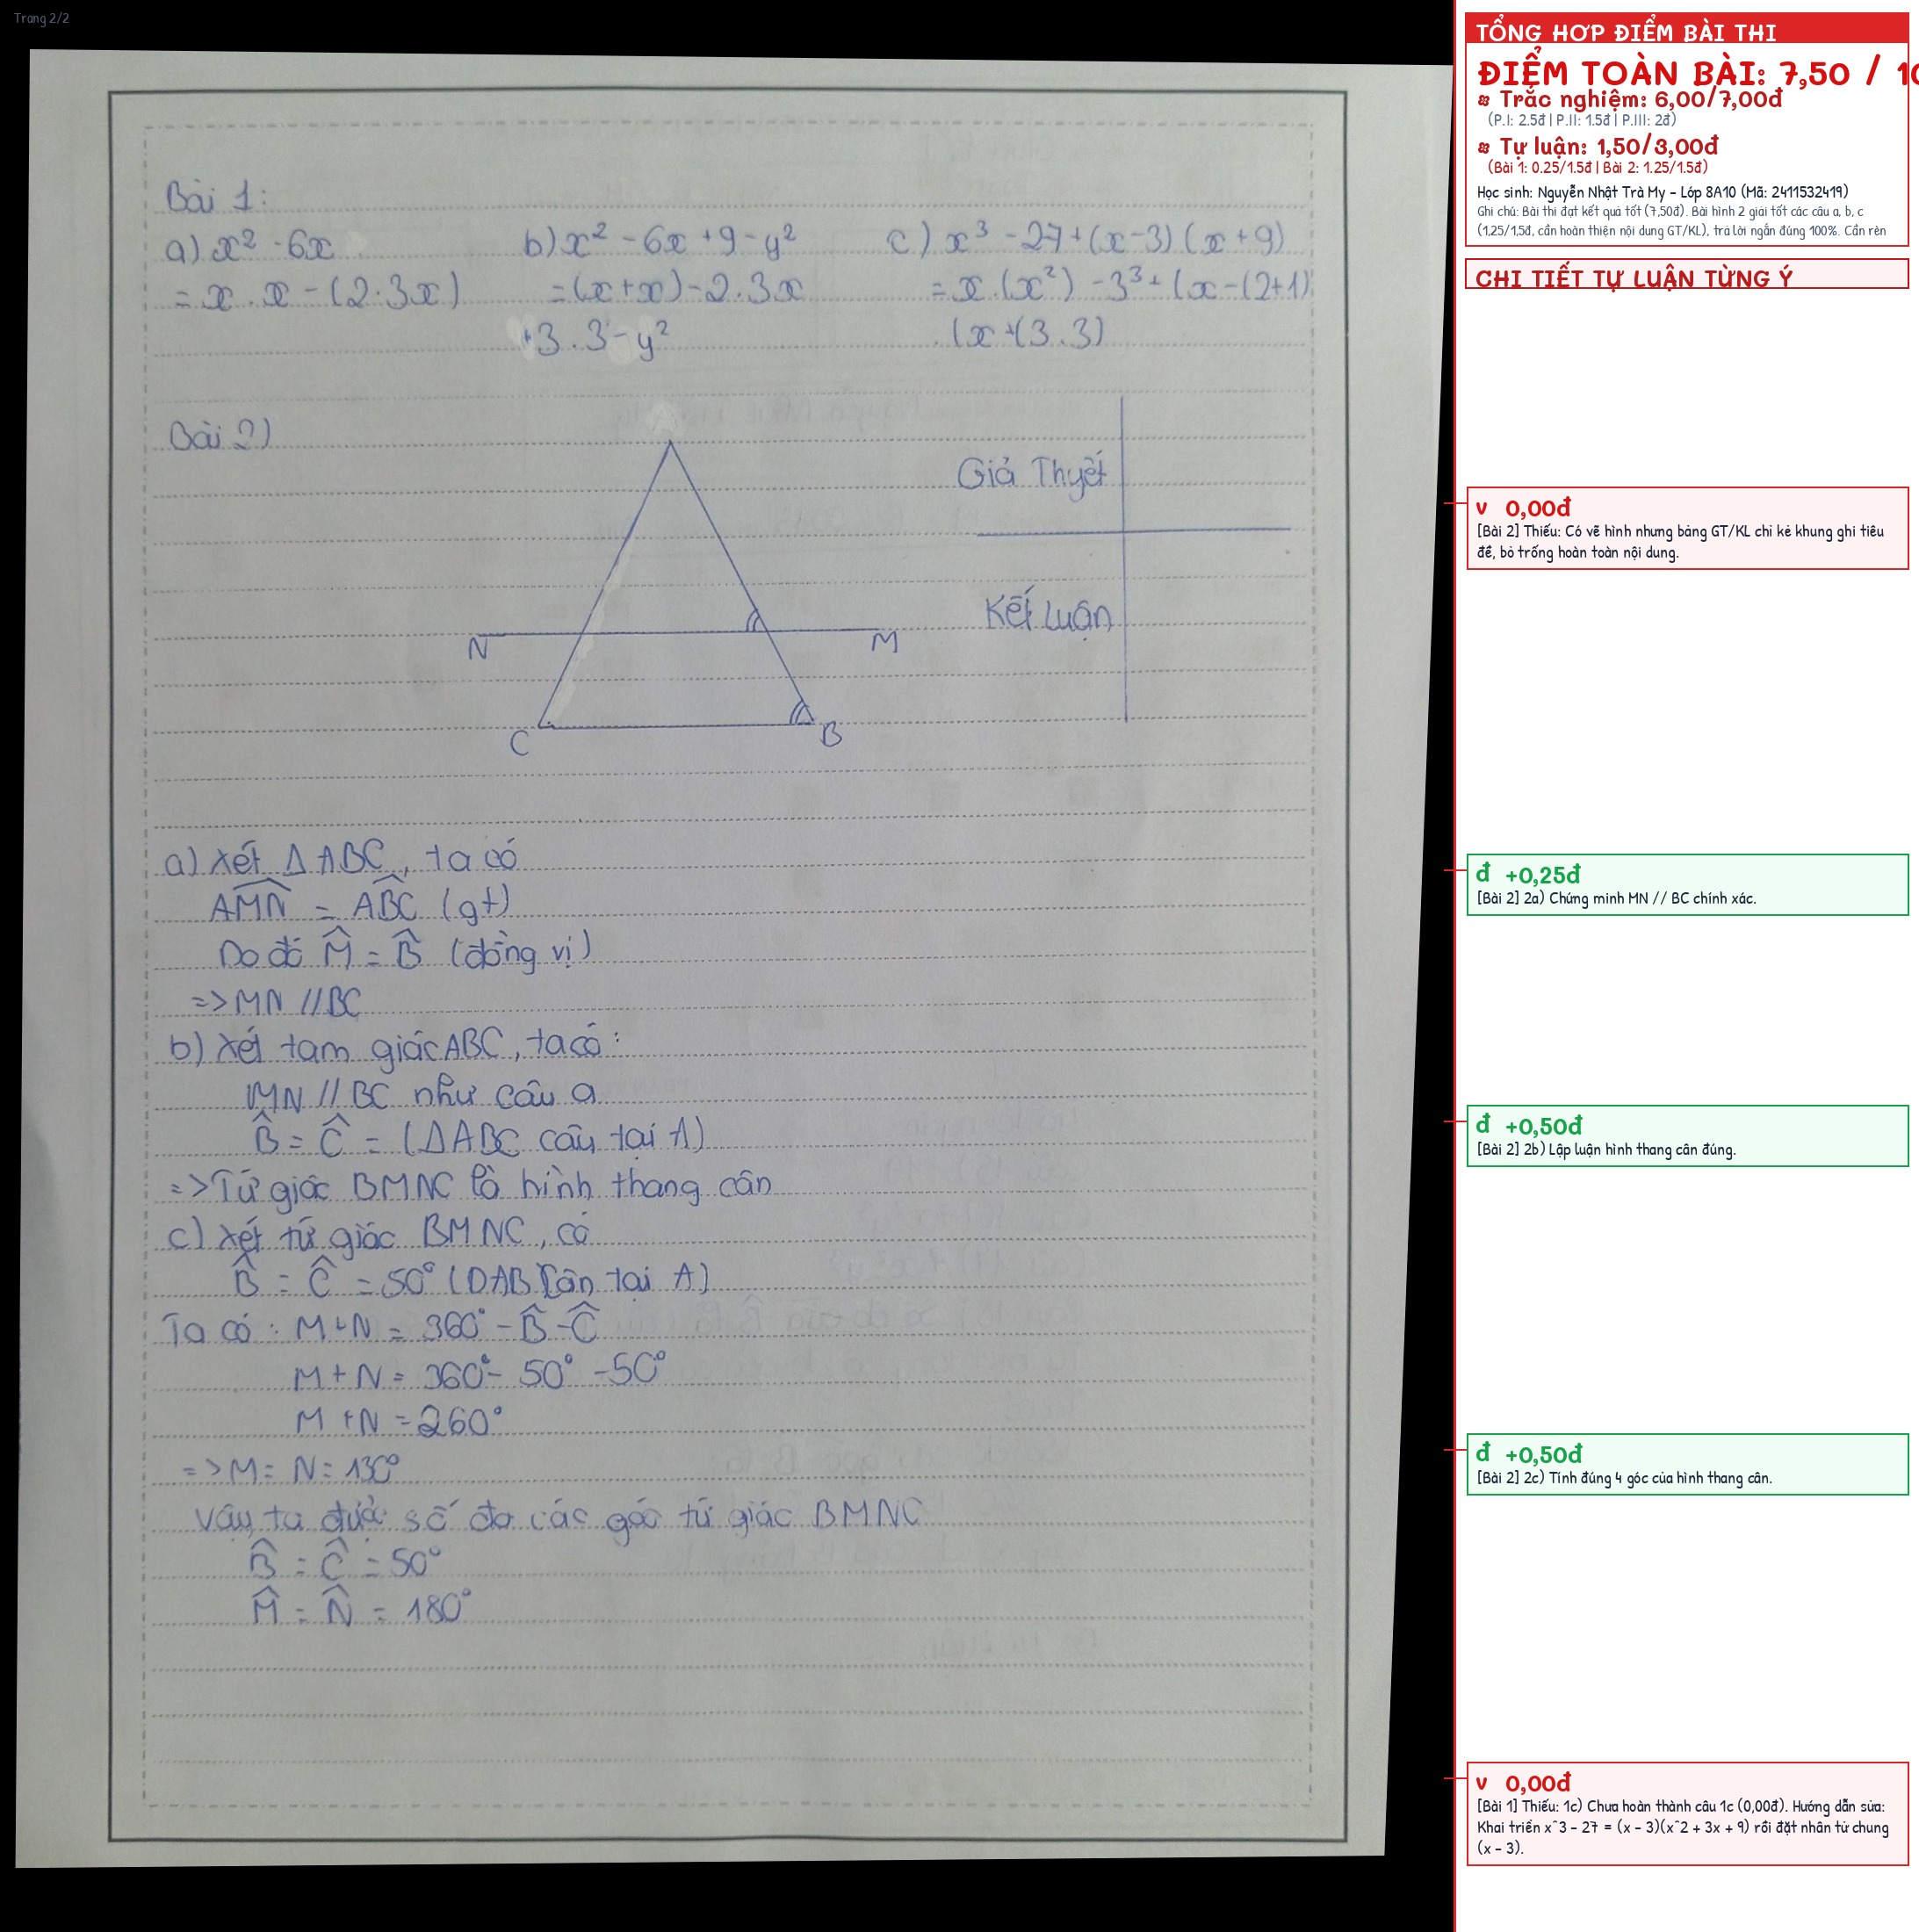 Trang 2/2
Bài 1:
a) x² - 6x
= x . x - (2.3x)
b) x² - 6x + 9 - y²
= (x+x) - 2.3x
+3.3 - y²
c) x³ - 27 + (x-3)(x+9)
= x.(x²) - 3³ + (x-(2+1)
(x+(3.3)
Bài 2)
Giả Thyết
Kết Luận
N
M
C
B
a) Xét ΔABC, ta có
AM̂N = AB̂C (gt)
Do đó M̂ = B̂ (đồng vị)
=> MN // BC
b) Xét tam giác ABC, ta có:
MN // BC như câu a
B̂ = Ĉ = (ΔABC cân tại A)
=> Tứ giác BMNC là hình thang cân
c) Xét tứ giác BMNC, có
B̂ = Ĉ = 50° (DABC cân tại A)
Ta có: M+N = 360° - B̂ - Ĉ
M+N = 360° - 50° - 50°
M+N = 260°
=> M = N = 130°
Vậy ta được số đo các góc tứ giác BMNC
B̂ = Ĉ = 50°
M̂ = N̂ = 180°
TỔNG HỢP ĐIỂM BÀI THI
ĐIỂM TOÀN BÀI: 7,50 / 10
Trắc nghiệm: 6,00/7,00đ
(P.I: 2.5đ | P.II: 1.5đ | P.III: 2đ)
Tự luận: 1,50/3,00đ
(Bài 1: 0.25/1.5đ | Bài 2: 1.25/1.5đ)
Học sinh: Nguyễn Nhật Trà My - Lớp 8A10 (Mã: 2411532419)
Ghi chú: Bài thi đạt kết quả tốt (7,50đ). Bài hình 2 giải tốt các câu a, b, c
(1,25/1,5đ, cần hoàn thiện nội dung GT/KL), trả lời ngắn đúng 100%. Cần rèn
CHI TIẾT TỰ LUẬN TỪNG Ý
v 0,00đ
[Bài 2] Thiếu: Có vẽ hình nhưng bảng GT/KL chỉ kẻ khung ghi tiêu
đề, bỏ trống hoàn toàn nội dung.
đ +0,25đ
[Bài 2] 2a) Chứng minh MN // BC chính xác.
đ +0,50đ
[Bài 2] 2b) Lập luận hình thang cân đúng.
đ +0,50đ
[Bài 2] 2c) Tính đúng 4 góc của hình thang cân.
v 0,00đ
[Bài 1] Thiếu: 1c) Chưa hoàn thành câu 1c (0,00đ). Hướng dẫn sửa:
Khai triển x^3 - 27 = (x - 3)(x^2 + 3x + 9) rồi đặt nhân tử chung
(x - 3).